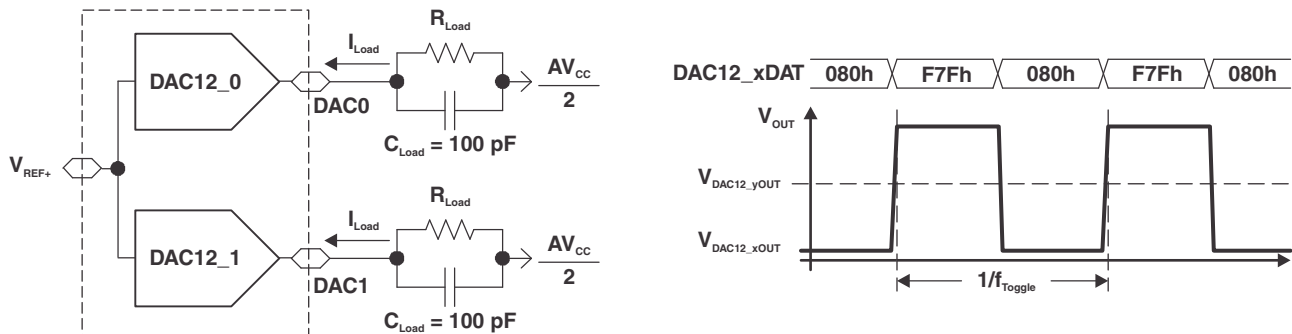 DAC12_0
I_Load
R_Load
DAC0
C_Load = 100 pF
AV_CC
2
V_REF+
DAC12_1
I_Load
R_Load
DAC1
C_Load = 100 pF
AV_CC
2
DAC12_xDAT 080h F7Fh 080h F7Fh 080h
V_OUT
V_DAC12_yOUT
V_DAC12_xOUT
1/f_Toggle